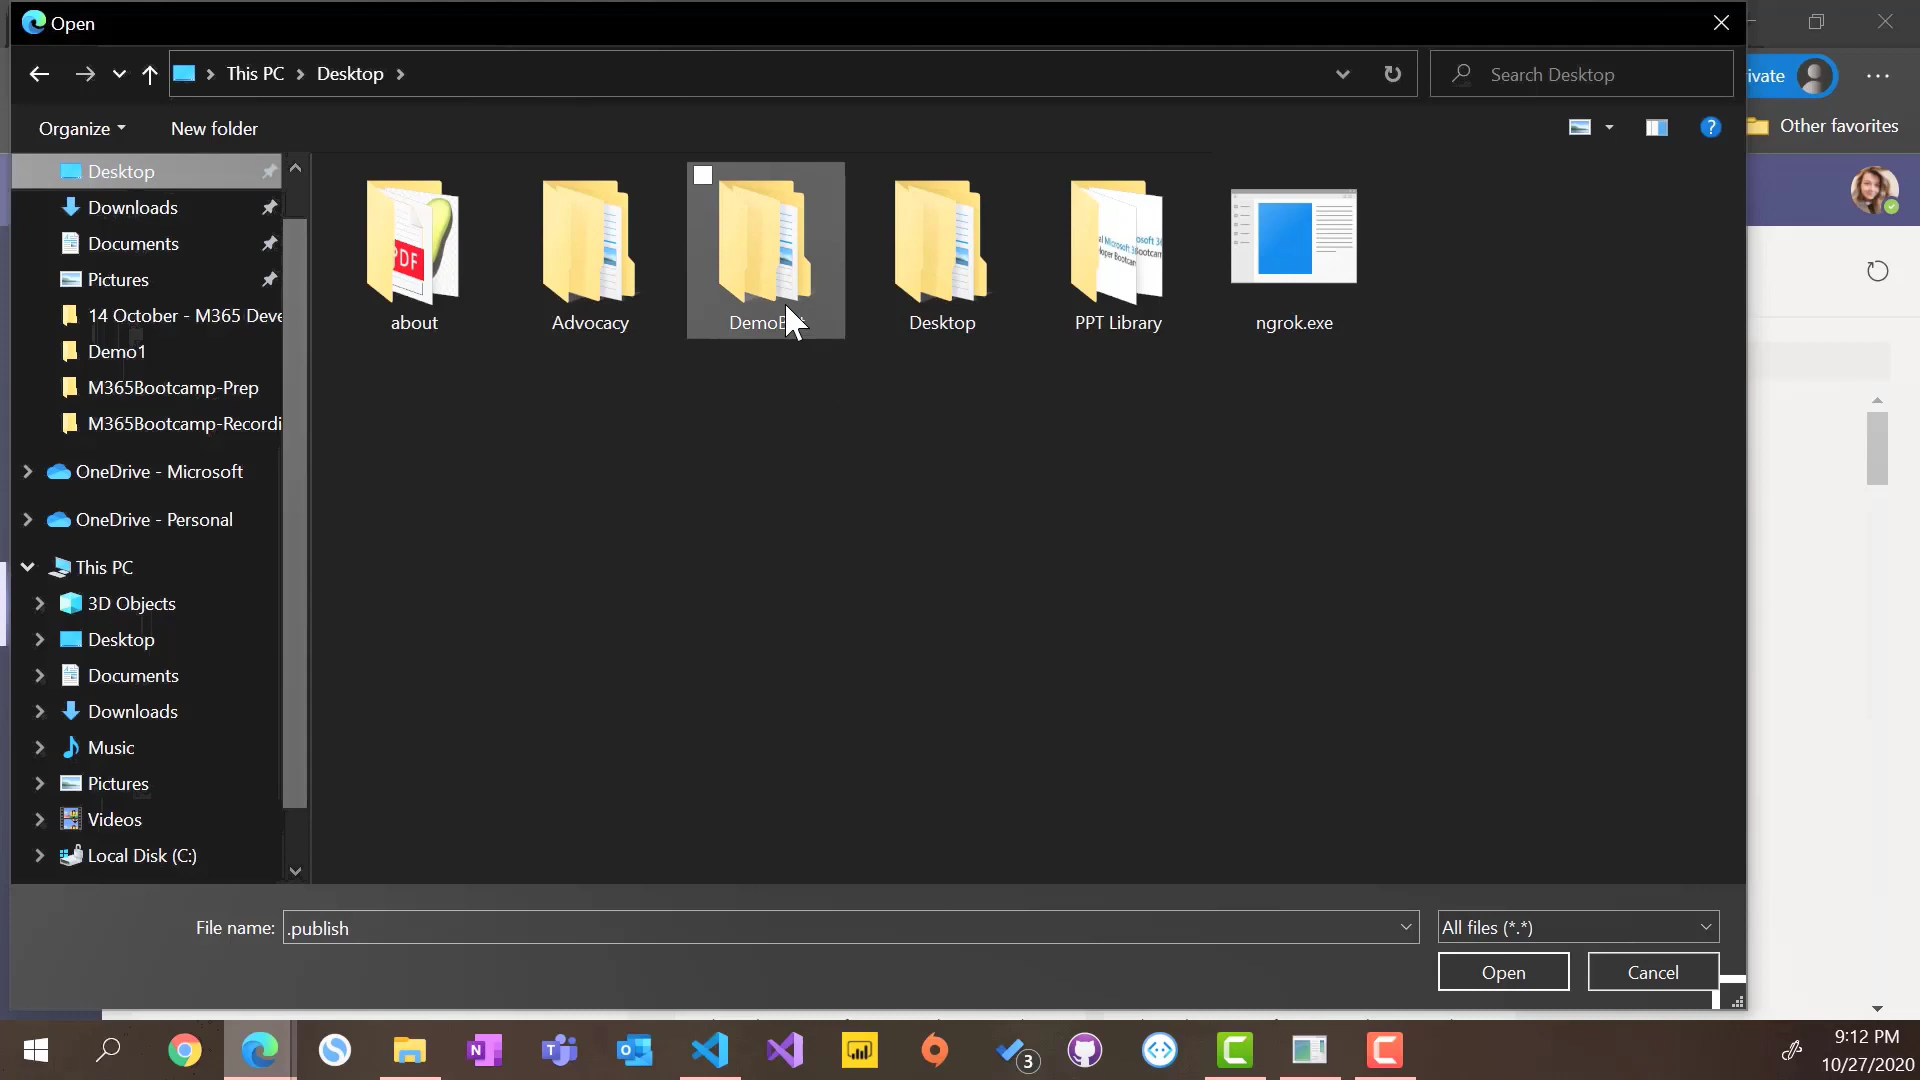 Open
This PC
Desktop
Search Desktop
ivate
Organize
New folder
Other favorites
Desktop
Downloads
Documents
Pictures
14 October - M365 Deve
Demo1
M365Bootcamp-Prep
M365Bootcamp-Recordi
OneDrive - Microsoft
OneDrive - Personal
This PC
3D Objects
Desktop
Documents
Downloads
Music
Pictures
Videos
Local Disk (C:)
PDF
about
Advocacy
Desktop
PPT Library
ngrok.exe
File name:
.publish
All files (*.*)
Open
Cancel
3
9:12 PM
10/27/2020